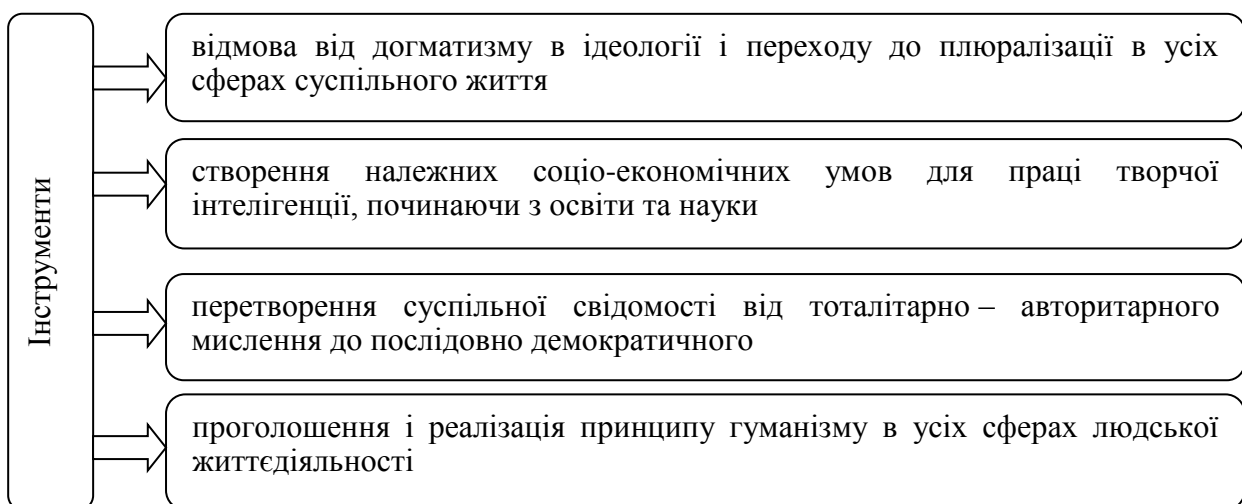 Інструменти
відмова від догматизму в ідеології і переходу до плюралізації в усіх
сферах суспільного життя
створення належних соціо-економічних умов для праці творчої
інтелігенції, починаючи з освіти та науки
перетворення суспільної свідомості від тоталітарно – авторитарного
мислення до послідовно демократичного
проголошення і реалізація принципу гуманізму в усіх сферах людської
життєдіяльності